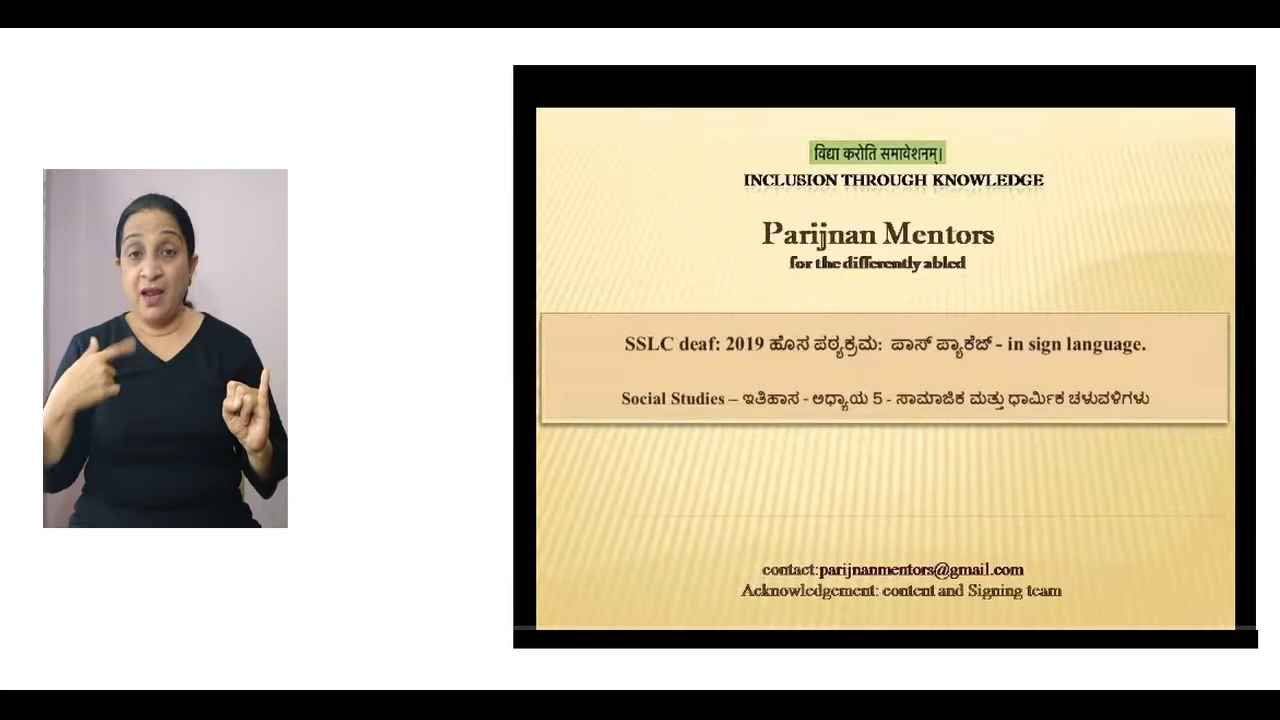 विद्या करोति समावेशनम्।
INCLUSION THROUGH KNOWLEDGE
Parijnan Mentors
for the differently abled
SSLC deaf: 2019 ಹೊಸ ಪಠ್ಯಕ್ರಮ: ಪಾಸ್ ಪ್ಯಾಕೆಜ್ - in sign language.
Social Studies – ಇತಿಹಾಸ - ಅಧ್ಯಾಯ 5 - ಸಾಮಾಜಿಕ ಮತ್ತು ಧಾರ್ಮಿಕ ಚಳುವಳಿಗಳು
contact:parijnanmentors@gmail.com
Acknowledgement: content and Signing team